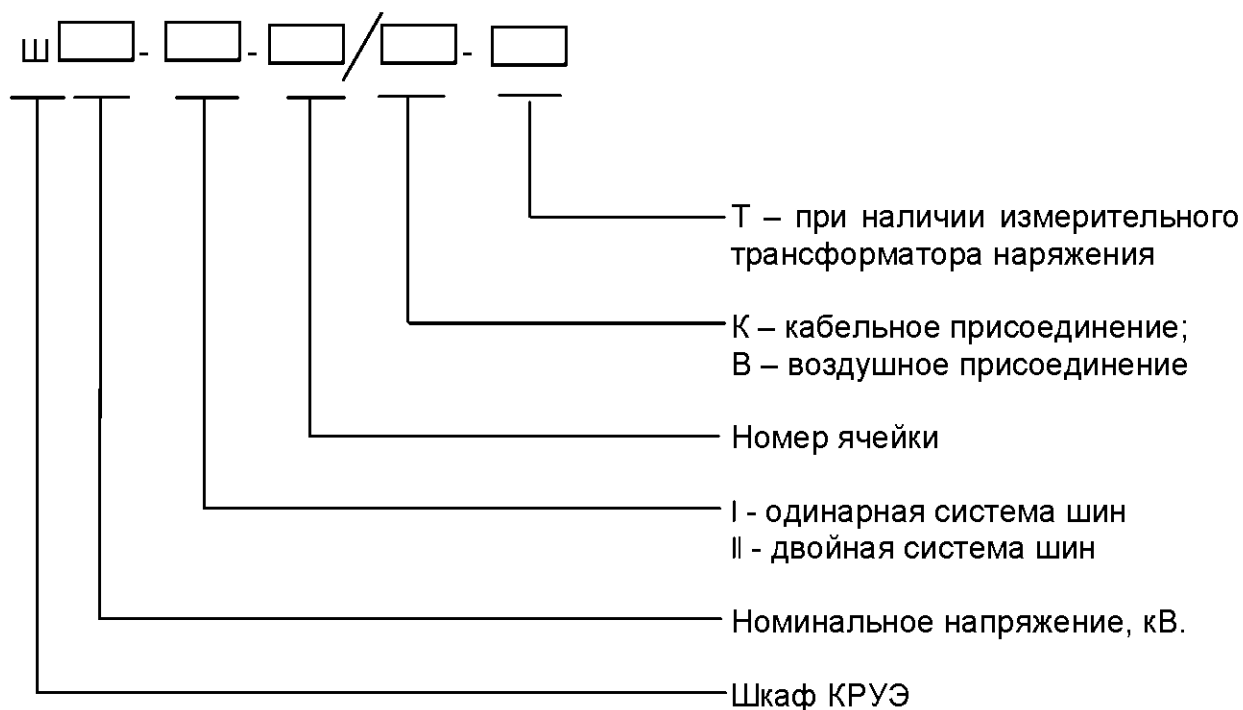 Ш - - / -
Т – при наличии измерительного
трансформатора наряжения
К – кабельное присоединение;
В – воздушное присоединение
Номер ячейки
I - одинарная система шин
II - двойная система шин
Номинальное напряжение, кВ.
Шкаф КРУЭ